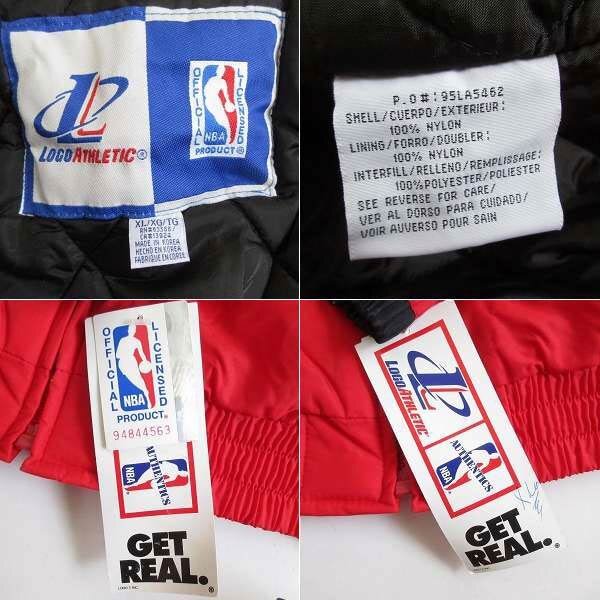 LOGO ATHLETIC®
OFFICIAL
LICENSED
NBA
PRODUCT®
XL/XG/TG
MADE IN KOREA
HECHO EN KOREA
FABRIQUE EN COREE
P.O#:95LA5462
SHELL/CUERPO/EXTERIEUR:
100% NYLON
LINING/FORRO/DOUBLER:
100% NYLON
INTERFILL/RELLENO/REMPLISSAGE:
100%POLYESTER/POLIESTER
SEE REVERSE FOR CARE/
VER AL DORSO PARA CUIDADO/
VOIR AUVERSO POUR SAIN
OFFICIAL
LICENSED
NBA
PRODUCT®
94844563
NBA
AUTHENTICS
GET
REAL.
LOGO ATHLETIC®
NBA
AUTHENTICS
GET
REAL.